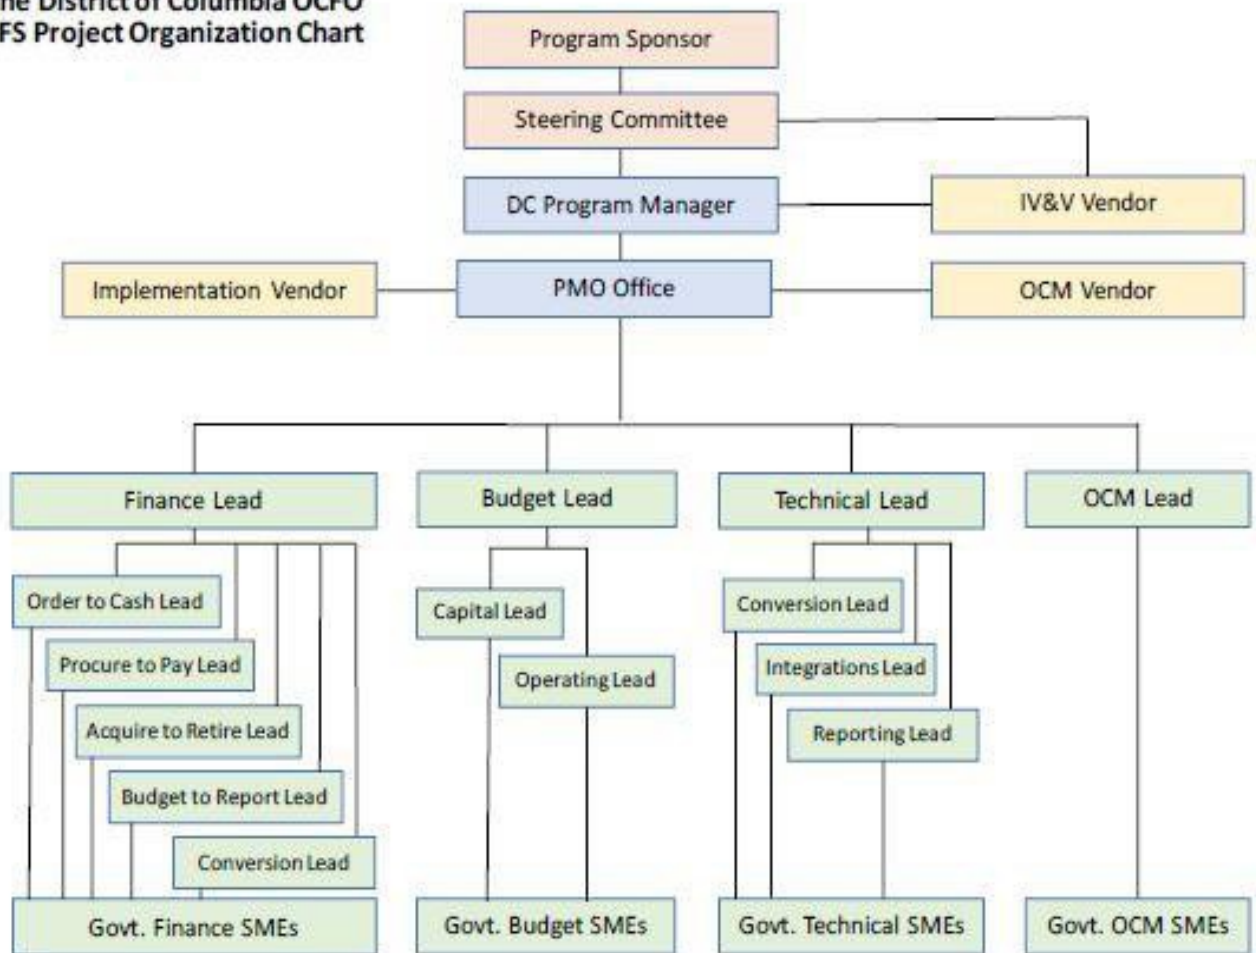 District of Columbia OCFO
Project Organization Chart
Program Sponsor
Steering Committee
DC Program Manager
IV&V Vendor
Implementation Vendor
PMO Office
OCM Vendor
Finance Lead
Budget Lead
Technical Lead
OCM Lead
Order to Cash Lead
Procure to Pay Lead
Acquire to Retire Lead
Budget to Report Lead
Conversion Lead
Capital Lead
Operating Lead
Conversion Lead
Integrations Lead
Reporting Lead
Govt. Finance SMEs
Govt. Budget SMEs
Govt. Technical SMEs
Govt. OCM SMEs